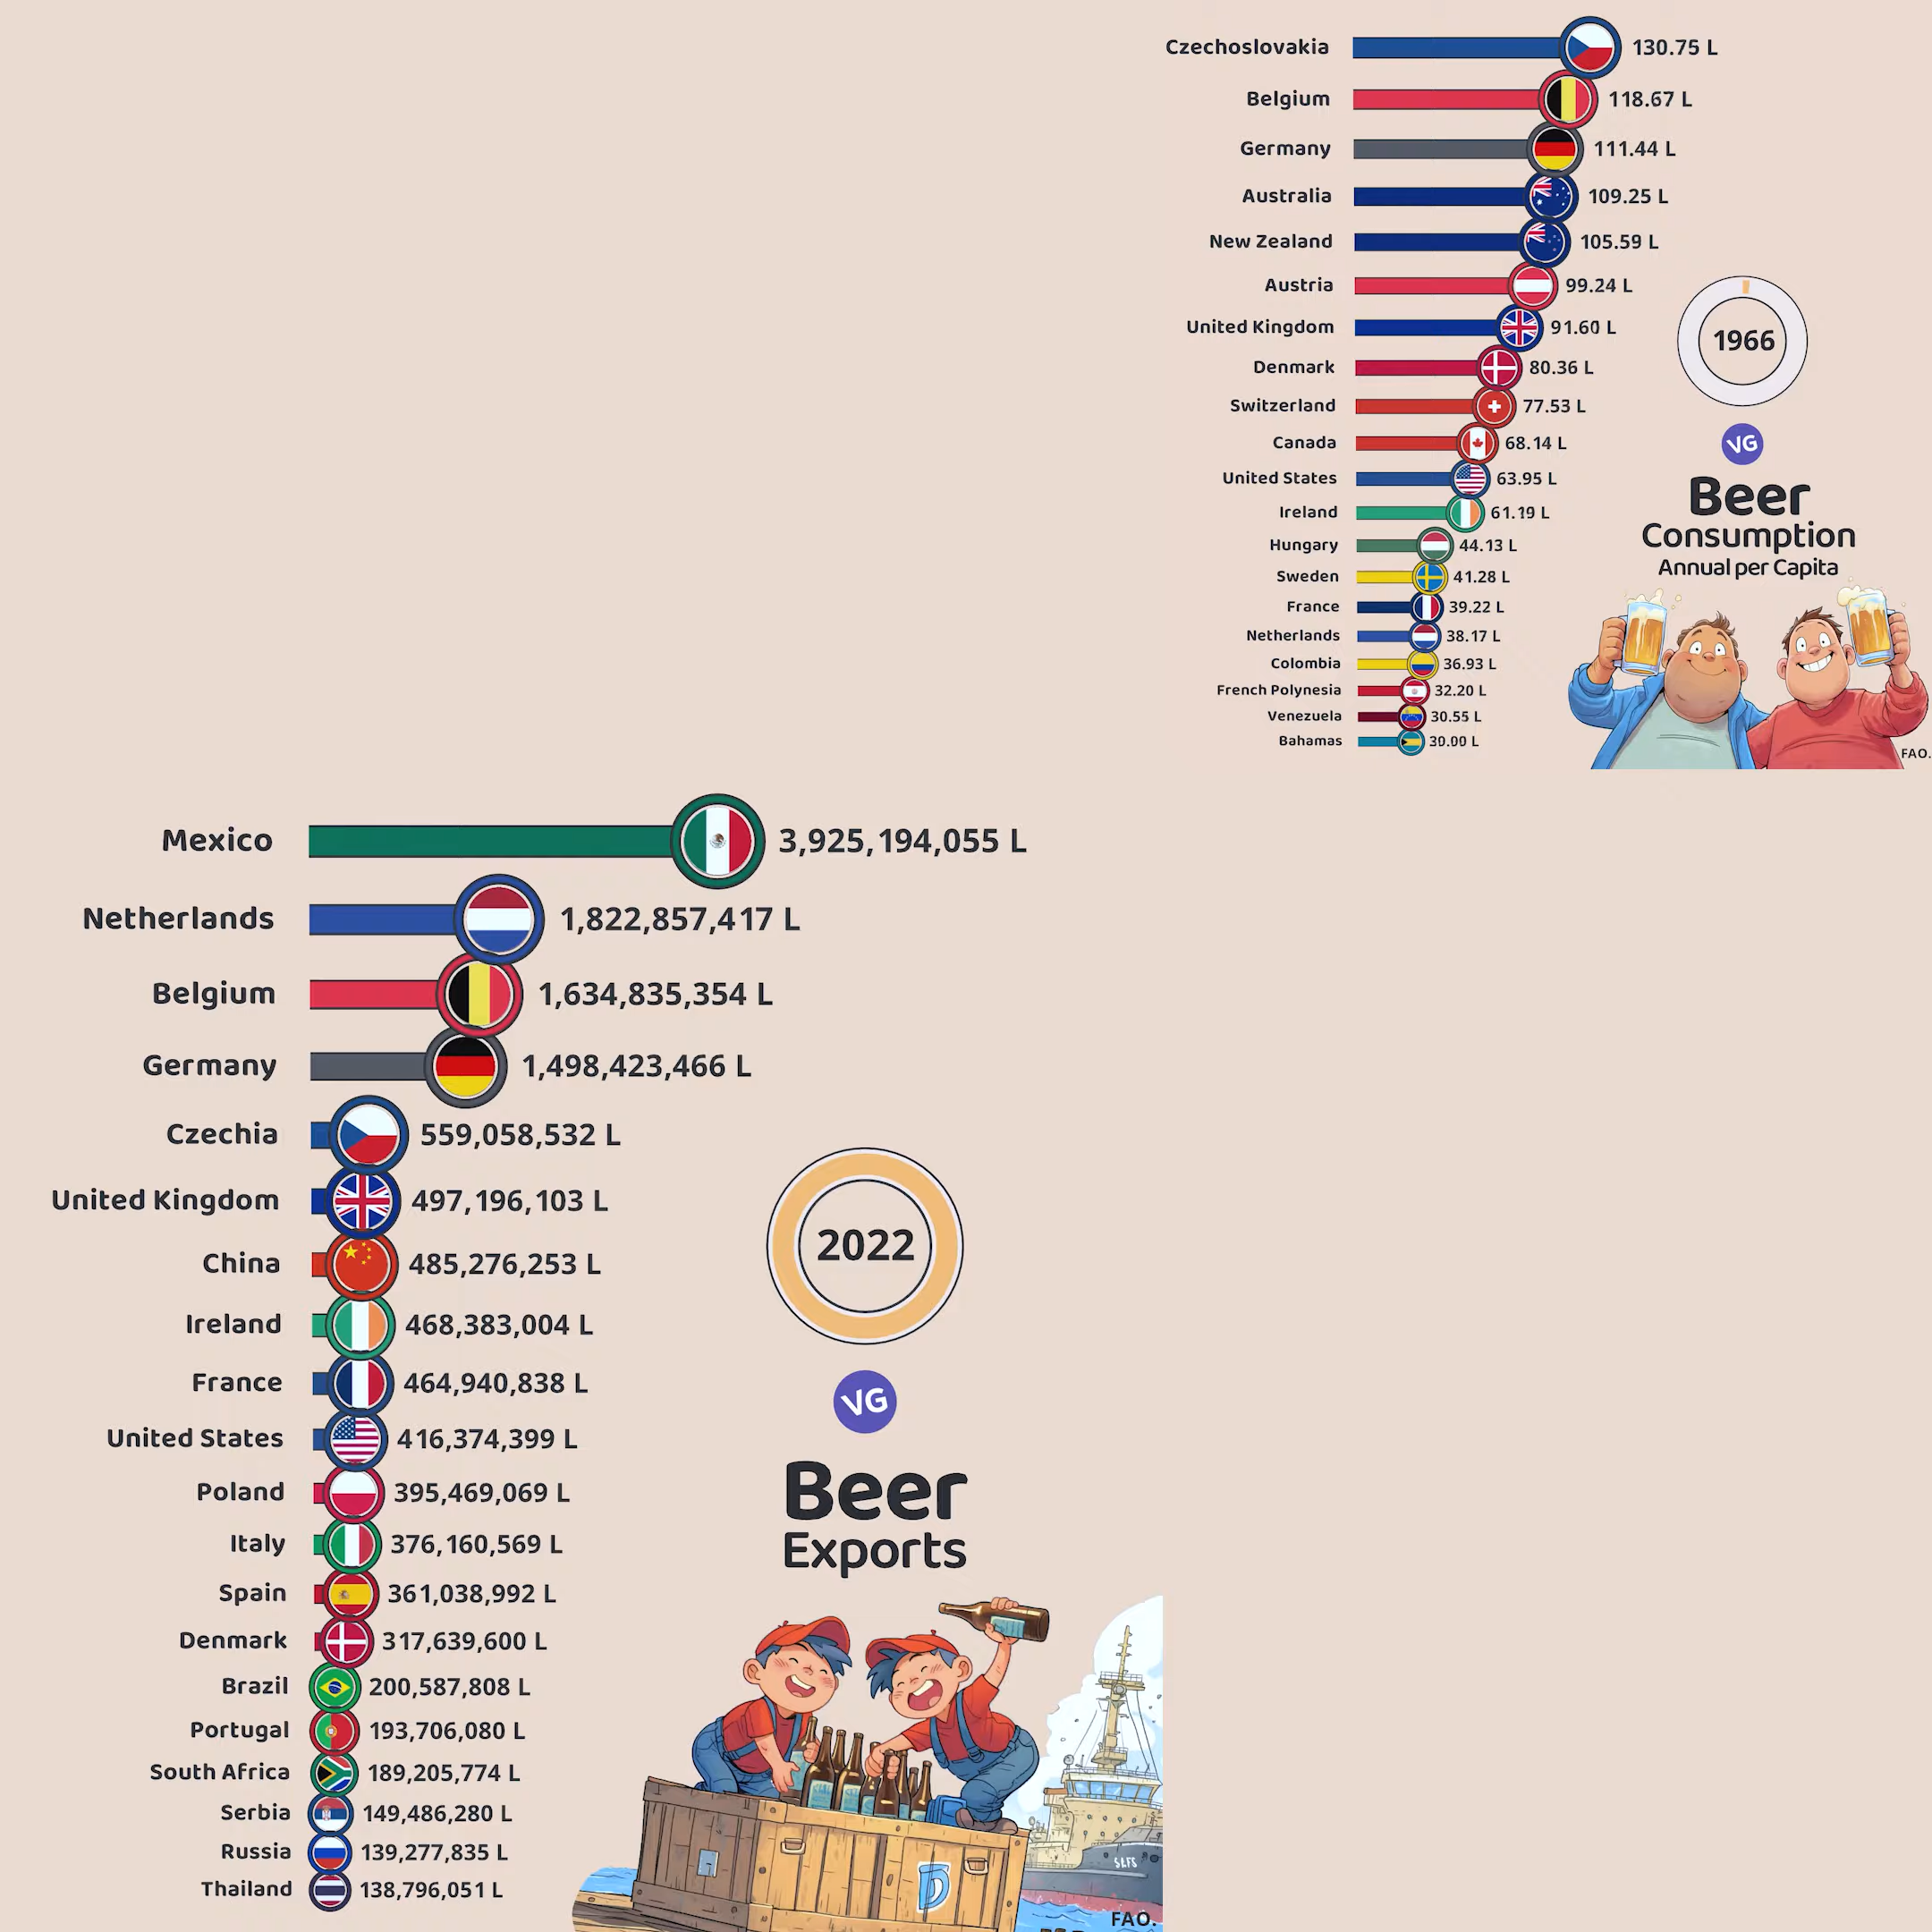 Czechoslovakia 130.75 L
Belgium 118.67 L
Germany 111.44 L
Australia 109.25 L
New Zealand 105.59 L
Austria 99.24 L
United Kingdom 91.60 L
Denmark 80.36 L
Switzerland 77.53 L
Canada 68.14 L
United States 63.95 L
Ireland 61.19 L
Hungary 44.13 L
Sweden 41.28 L
France 39.22 L
Netherlands 38.17 L
Colombia 36.93 L
French Polynesia 32.20 L
Venezuela 30.55 L
Bahamas 30.00 L
1966
VG
Beer
Consumption
Annual per Capita
FAO.
Mexico 3,925,194,055 L
Netherlands 1,822,857,417 L
Belgium 1,634,835,354 L
Germany 1,498,423,466 L
Czechia 559,058,532 L
United Kingdom 497,196,103 L
China 485,276,253 L
Ireland 468,383,004 L
France 464,940,838 L
United States 416,374,399 L
Poland 395,469,069 L
Italy 376,160,569 L
Spain 361,038,992 L
Denmark 317,639,600 L
Brazil 200,587,808 L
Portugal 193,706,080 L
South Africa 189,205,774 L
Serbia 149,486,280 L
Russia 139,277,835 L
Thailand 138,796,051 L
2022
VG
Beer
Exports
FAO.